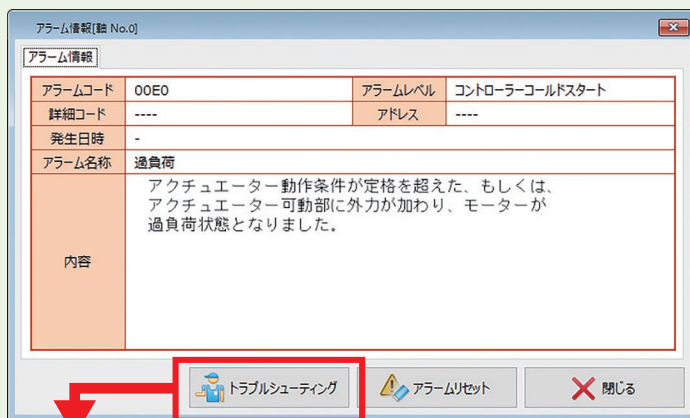 アラーム情報[軸 No.0]
アラーム情報
アラームコード 00E0 アラームレベル コントローラーコールドスタート
詳細コード ---- アドレス ----
発生日時 -
アラーム名称 過負荷
内容
アクチュエーター動作条件が定格を超えた、もしくは、
アクチュエーター可動部に外力が加わり、モーターが
過負荷状態となりました。
トラブルシューティング アラームリセット 閉じる